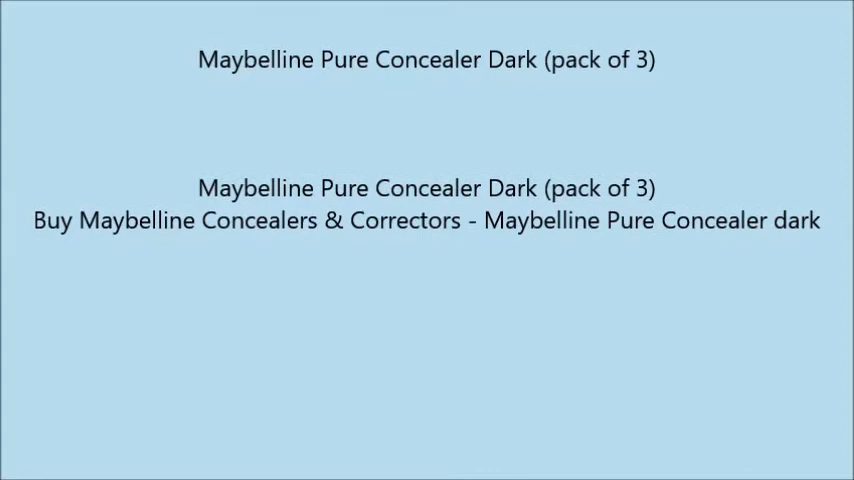 Maybelline Pure Concealer Dark (pack of 3)
Maybelline Pure Concealer Dark (pack of 3)
Buy Maybelline Concealers & Correctors - Maybelline Pure Concealer dark